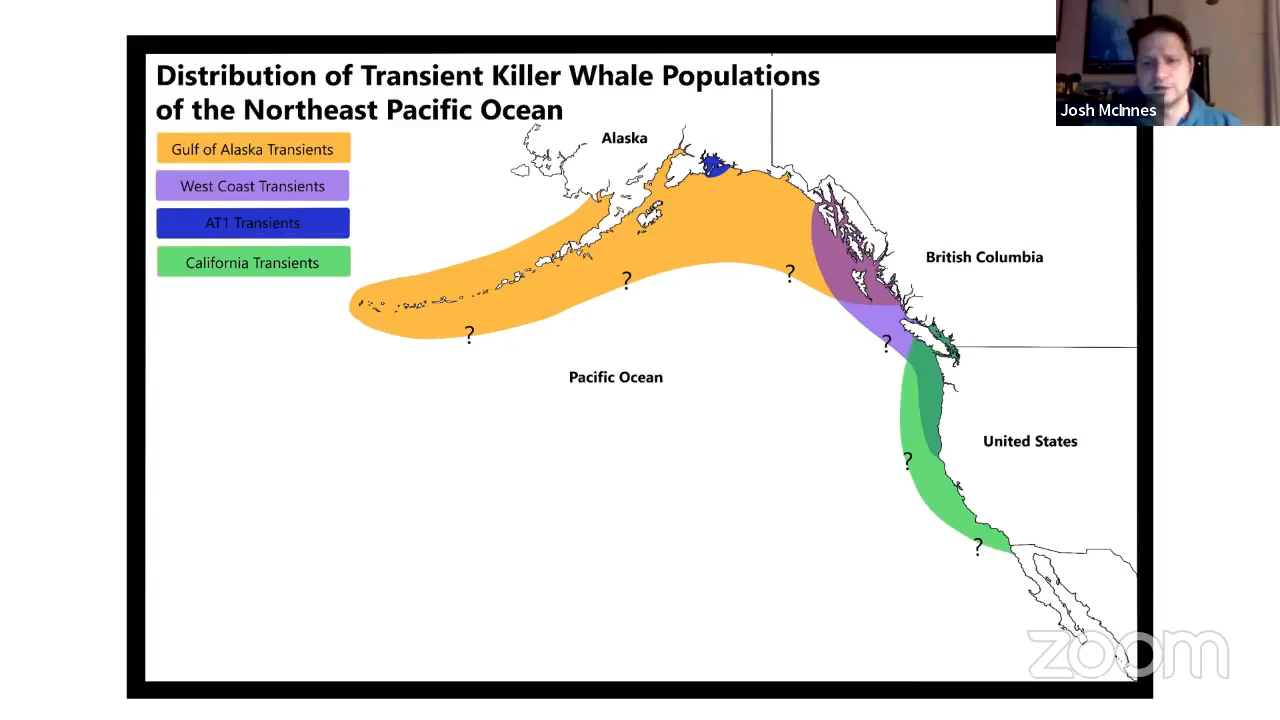 Distribution of Transient Killer Whale Populations
of the Northeast Pacific Ocean
Josh McInnes
Gulf of Alaska Transients
West Coast Transients
AT1 Transients
California Transients
Alaska
British Columbia
?
?
?
?
Pacific Ocean
United States
?
?
zoom